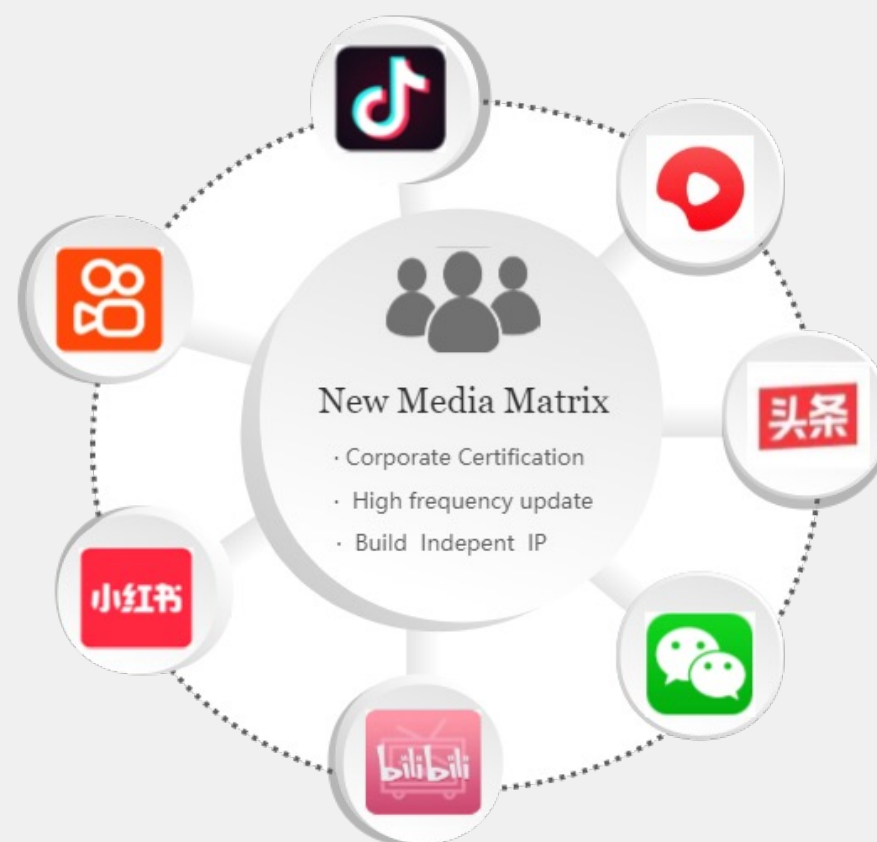 New Media Matrix
· Corporate Certification
· High frequency update
· Build Indepent IP
头条
小红书
bilibili